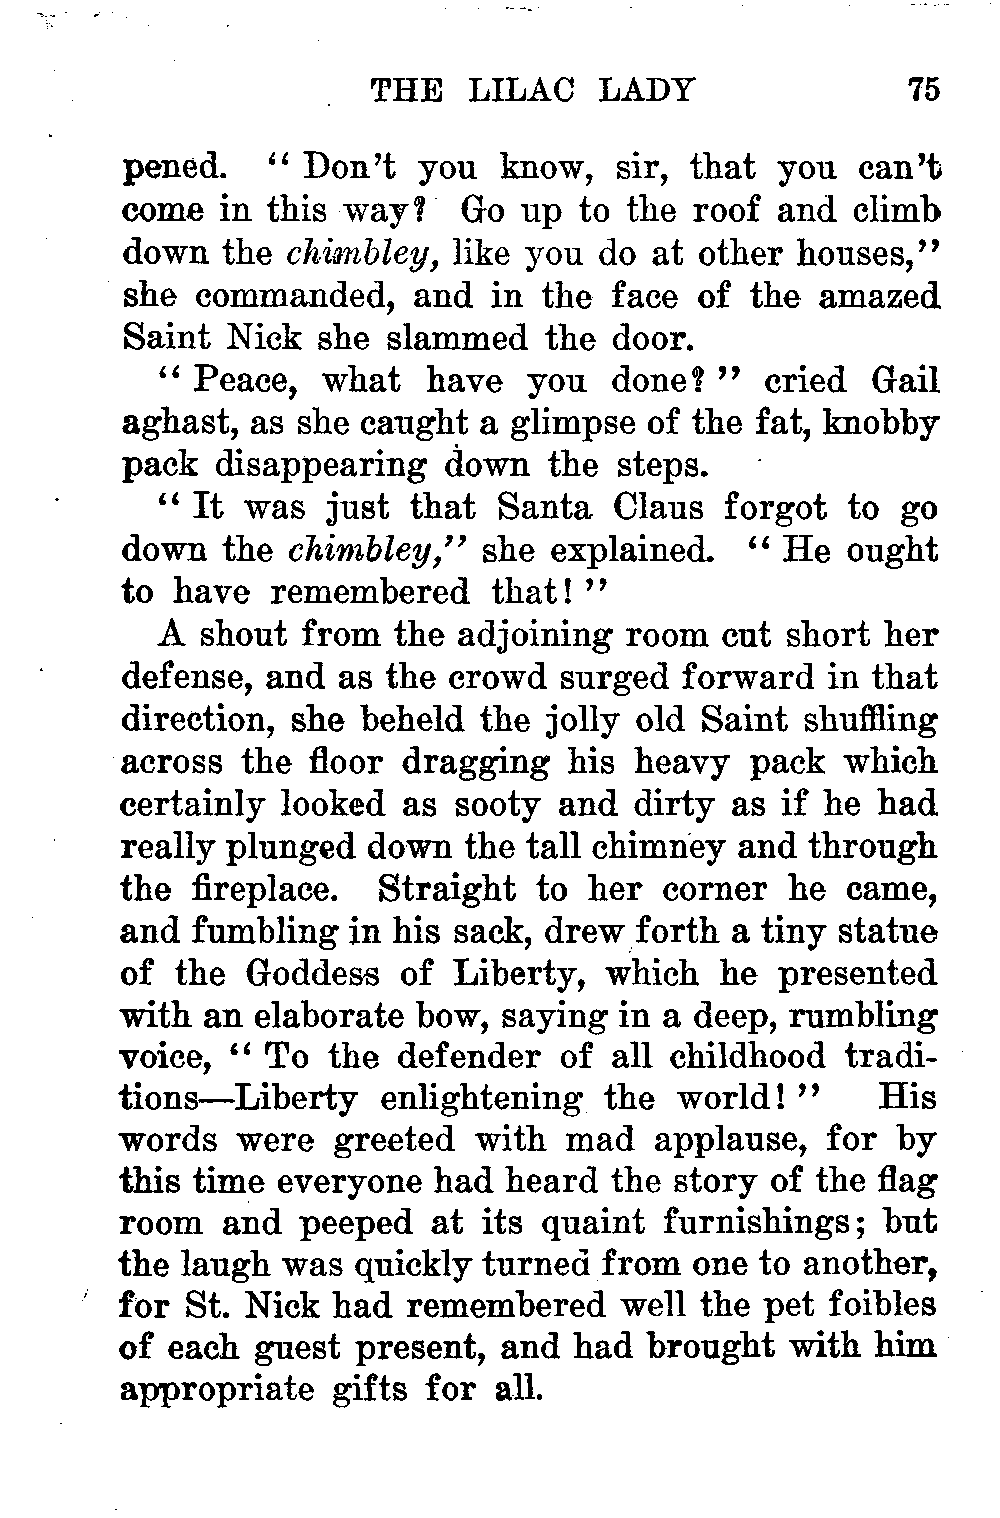 THE LILAC LADY 75
pened. “ Don’t you know, sir, that you can’t
come in this way? Go up to the roof and climb
down the chimbley, like you do at other houses,”
she commanded, and in the face of the amazed
Saint Nick she slammed the door.
“ Peace, what have you done? ” cried Gail
aghast, as she caught a glimpse of the fat, knobby
pack disappearing down the steps.
“ It was just that Santa Claus forgot to go
down the chimbley,” she explained. “ He ought
to have remembered that! ”
A shout from the adjoining room cut short her
defense, and as the crowd surged forward in that
direction, she beheld the jolly old Saint shuffling
across the floor dragging his heavy pack which
certainly looked as sooty and dirty as if he had
really plunged down the tall chimney and through
the fireplace. Straight to her corner he came,
and fumbling in his sack, drew forth a tiny statue
of the Goddess of Liberty, which he presented
with an elaborate bow, saying in a deep, rumbling
voice, “ To the defender of all childhood tradi-
tions—Liberty enlightening the world! ” His
words were greeted with mad applause, for by
this time everyone had heard the story of the flag
room and peeped at its quaint furnishings; but
the laugh was quickly turned from one to another,
for St. Nick had remembered well the pet foibles
of each guest present, and had brought with him
appropriate gifts for all.